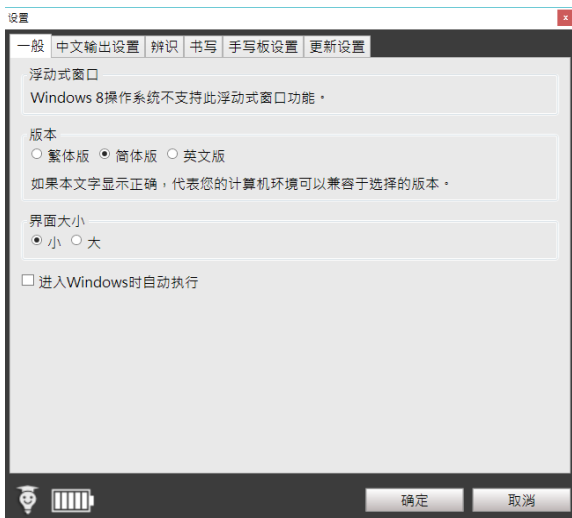 设置
一般 中文输出设置 辨识 书写 手写板设置 更新设置
浮动式窗口
Windows 8操作系统不支持此浮动式窗口功能。
版本
繁体版 简体版 英文版
如果本文字显示正确，代表您的计算机环境可以兼容于选择的版本。
界面大小
小 大
进入Windows时自动执行
确定 取消